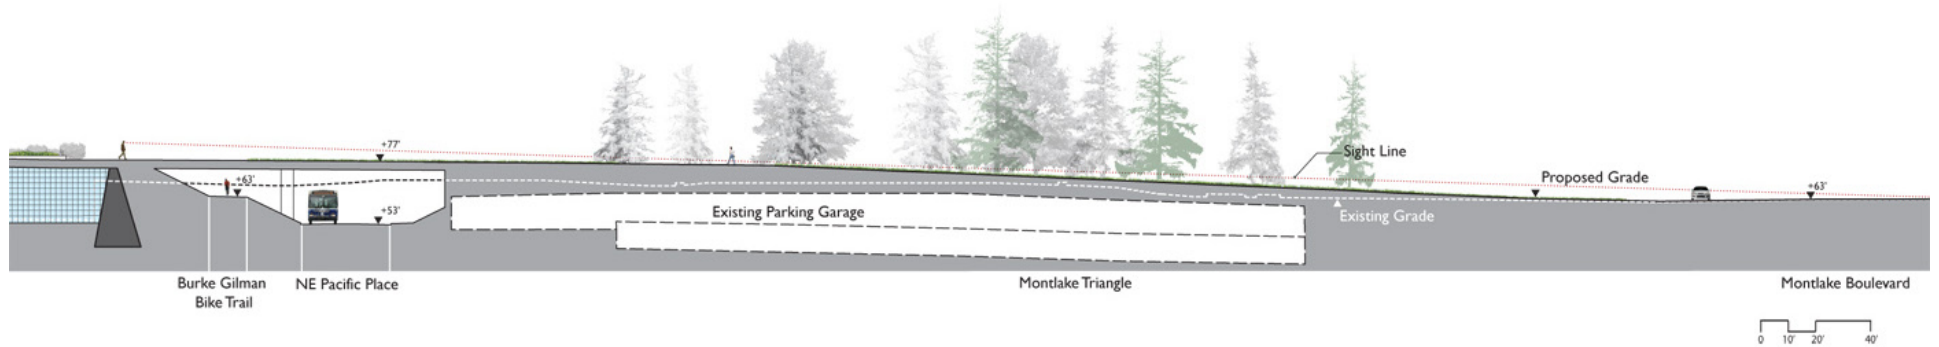 +77'
Sight Line
Proposed Grade
+63'
+63'
+53'
Existing Parking Garage
Existing Grade
Burke Gilman
Bike Trail
NE Pacific Place
Montlake Triangle
Montlake Boulevard
0 10' 20' 40'